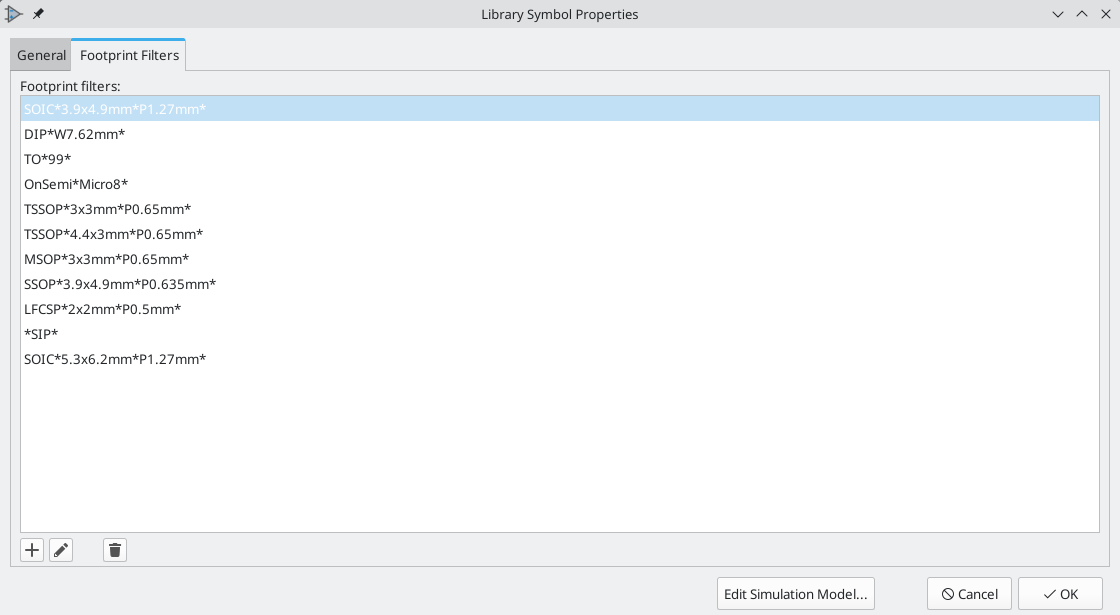 Library Symbol Properties
General
Footprint Filters
Footprint filters:
SOIC*3.9x4.9mm*P1.27mm*
DIP*W7.62mm*
TO*99*
OnSemi*Micro8*
TSSOP*3x3mm*P0.65mm*
TSSOP*4.4x3mm*P0.65mm*
MSOP*3x3mm*P0.65mm*
SSOP*3.9x4.9mm*P0.635mm*
LFCSP*2x2mm*P0.5mm*
*SIP*
SOIC*5.3x6.2mm*P1.27mm*
Edit Simulation Model...
Cancel
OK